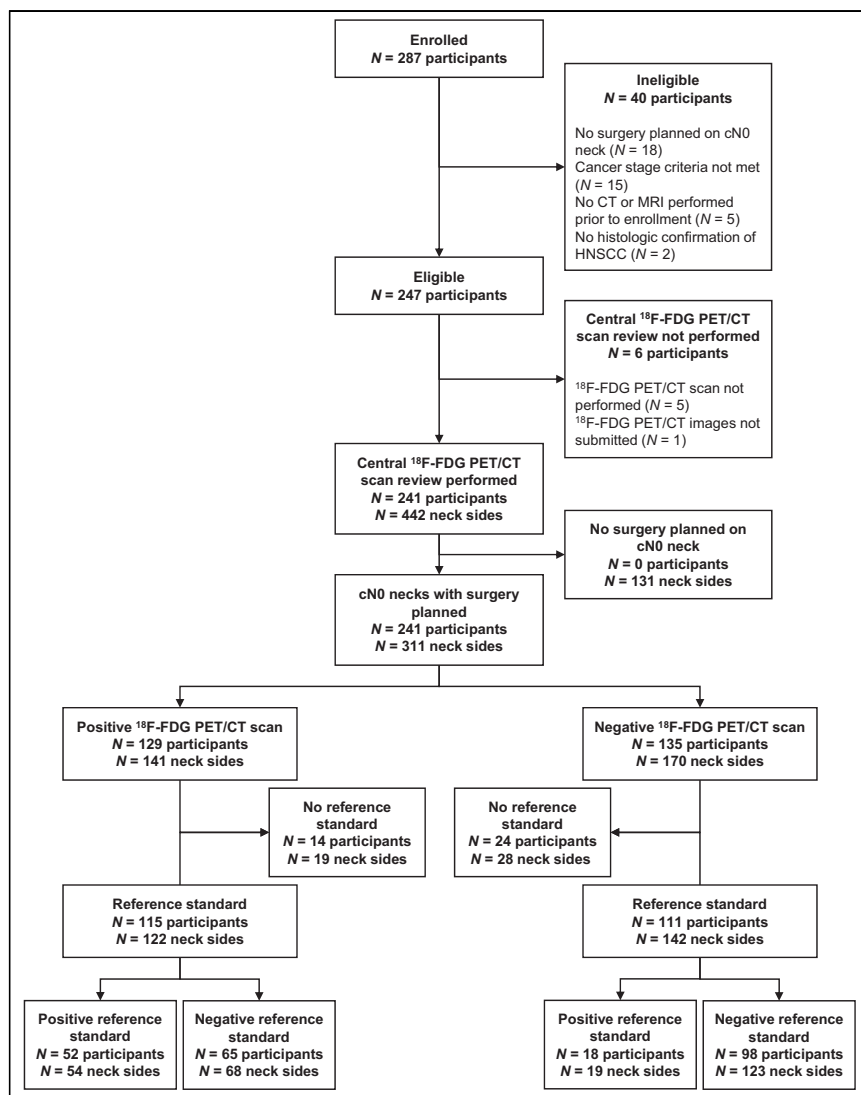 Enrolled
N = 287 participants
Ineligible
N = 40 participants
No surgery planned on cN0
neck (N = 18)
Cancer stage criteria not met
(N = 15)
No CT or MRI performed
prior to enrollment (N = 5)
No histologic confirmation of
HNSCC (N = 2)
Eligible
N = 247 participants
Central ¹⁸F-FDG PET/CT
scan review not performed
N = 6 participants
¹⁸F-FDG PET/CT scan not
performed (N = 5)
¹⁸F-FDG PET/CT images not
submitted (N = 1)
Central ¹⁸F-FDG PET/CT
scan review performed
N = 241 participants
N = 442 neck sides
No surgery planned on
cN0 neck
N = 0 participants
N = 131 neck sides
cN0 necks with surgery
planned
N = 241 participants
N = 311 neck sides
Positive ¹⁸F-FDG PET/CT scan
N = 129 participants
N = 141 neck sides
Negative ¹⁸F-FDG PET/CT scan
N = 135 participants
N = 170 neck sides
No reference
standard
N = 14 participants
N = 19 neck sides
No reference
standard
N = 24 participants
N = 28 neck sides
Reference standard
N = 115 participants
N = 122 neck sides
Reference standard
N = 111 participants
N = 142 neck sides
Positive reference
standard
N = 52 participants
N = 54 neck sides
Negative reference
standard
N = 65 participants
N = 68 neck sides
Positive reference
standard
N = 18 participants
N = 19 neck sides
Negative reference
standard
N = 98 participants
N = 123 neck sides